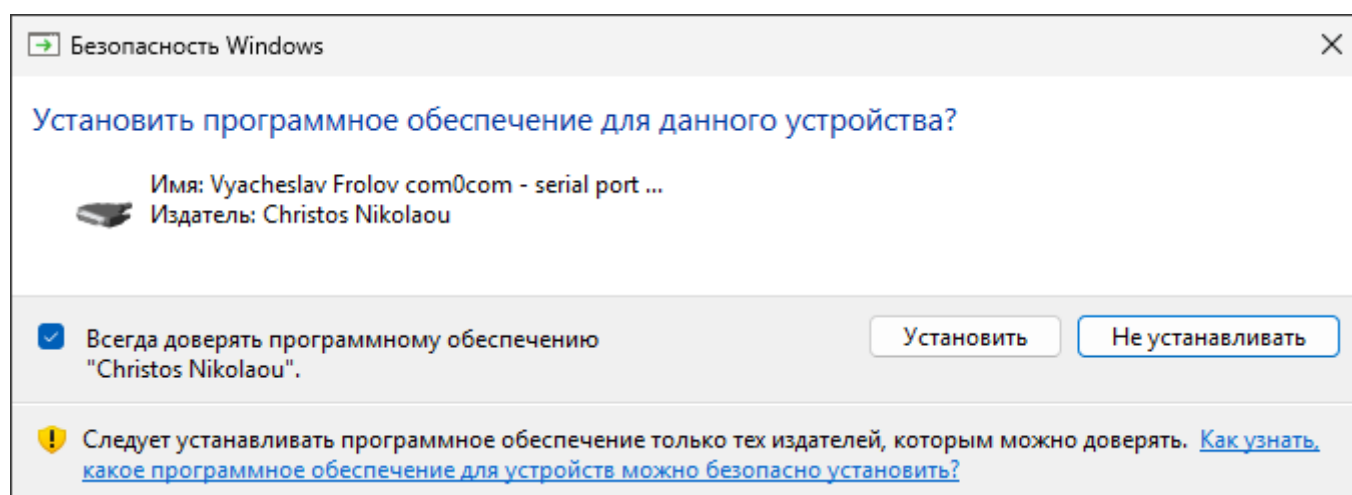 Безопасность Windows
Установить программное обеспечение для данного устройства?
Имя: Vyacheslav Frolov com0com - serial port ...
Издатель: Christos Nikolaou
Всегда доверять программному обеспечению
"Christos Nikolaou".
Установить
Не устанавливать
Следует устанавливать программное обеспечение только тех издателей, которым можно доверять. Как узнать,
какое программное обеспечение для устройств можно безопасно установить?